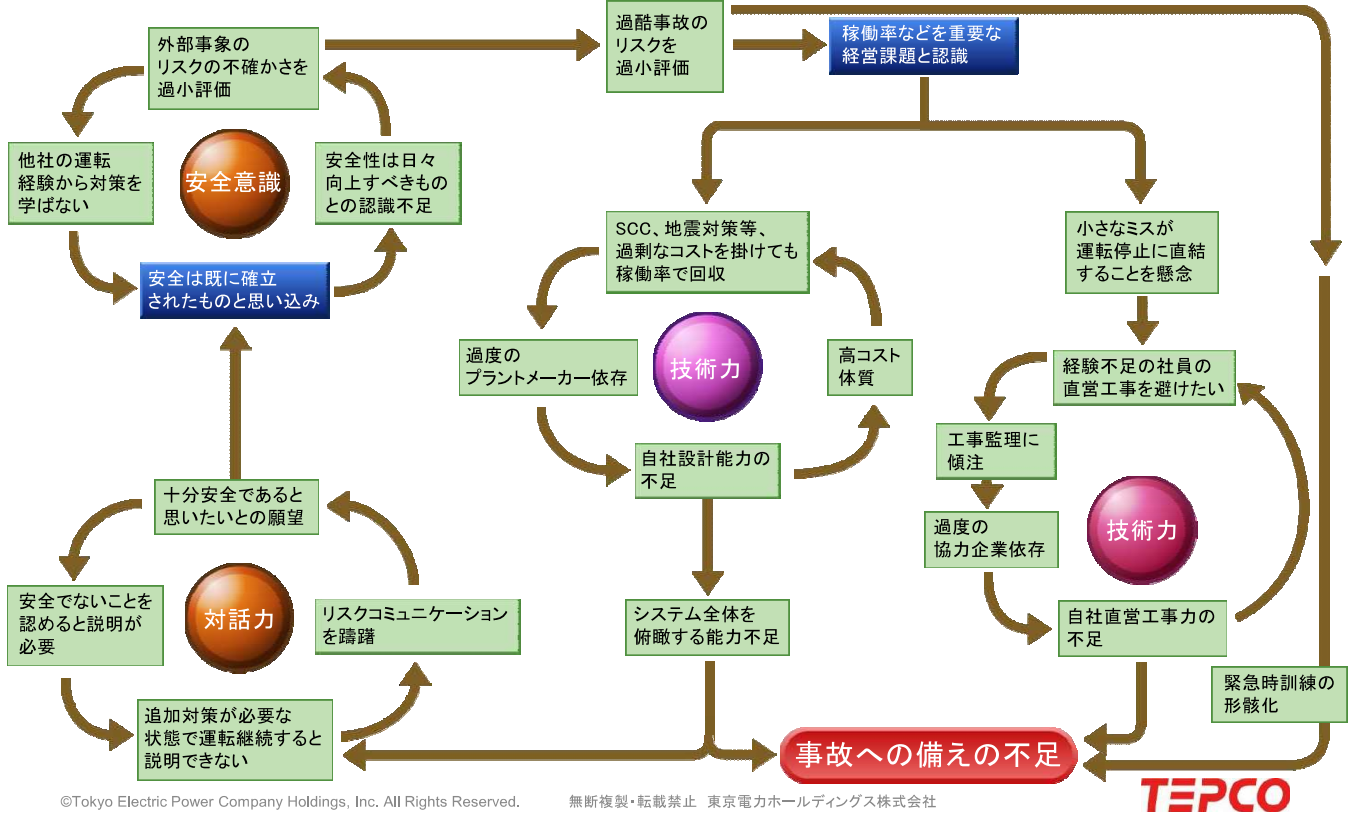 外部事象の
リスクの不確かさを
過小評価
過酷事故の
リスクを
過小評価
稼働率などを重要な
経営課題と認識
他社の運転
経験から対策を
学ばない
安全意識
安全性は日々
向上すべきもの
との認識不足
安全は既に確立
されたものと思い込み
SCC、地震対策等、
過剰なコストを掛けても
稼働率で回収
過度の
プラントメーカー依存
技術力
高コスト
体質
自社設計能力の
不足
小さなミスが
運転停止に直結
することを懸念
経験不足の社員の
直営工事を避けたい
工事監理に
傾注
過度の
協力企業依存
技術力
自社直営工事力の
不足
十分安全であると
思いたいとの願望
安全でないことを
認めると説明が
必要
対話力
リスクコミュニケーション
を躊躇
追加対策が必要な
状態で運転継続すると
説明できない
システム全体を
俯瞰する能力不足
緊急時訓練の
形骸化
事故への備えの不足
©Tokyo Electric Power Company Holdings, Inc. All Rights Reserved.
無断複製・転載禁止 東京電力ホールディングス株式会社
TEPCO